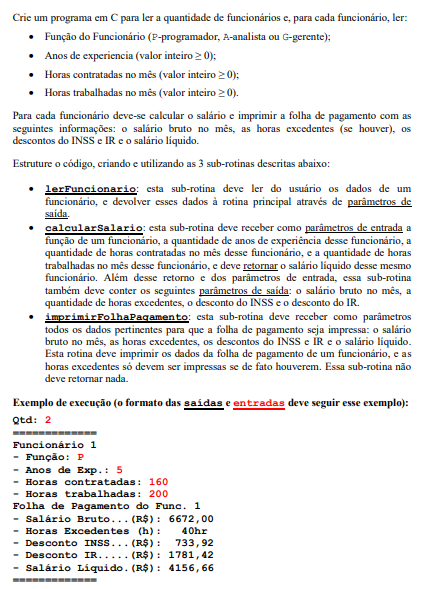 Crie um programa em C para ler a quantidade de funcionários e, para cada funcionário, ler:
• Função do Funcionário (P-programador, A-analista ou G-gerente);
• Anos de experiencia (valor inteiro ≥ 0);
• Horas contratadas no mês (valor inteiro ≥ 0);
• Horas trabalhadas no mês (valor inteiro ≥ 0).
Para cada funcionário deve-se calcular o salário e imprimir a folha de pagamento com as
seguintes informações: o salário bruto no mês, as horas excedentes (se houver), os
descontos do INSS e IR e o salário líquido.
Estruture o código, criando e utilizando as 3 sub-rotinas descritas abaixo:
• lerFuncionario: esta sub-rotina deve ler do usuário os dados de um
funcionário, e devolver esses dados à rotina principal através de parâmetros de
saída.
• calcularSalario: esta sub-rotina deve receber como parâmetros de entrada a
função de um funcionário, a quantidade de anos de experiência desse funcionário, a
quantidade de horas contratadas no mês desse funcionário, e a quantidade de horas
trabalhadas no mês desse funcionário, e deve retornar o salário líquido desse mesmo
funcionário. Além desse retorno e dos parâmetros de entrada, essa sub-rotina
também deve conter os seguintes parâmetros de saída: o salário bruto no mês, a
quantidade de horas excedentes, o desconto do INSS e o desconto do IR.
• imprimirFolhaPagamento: esta sub-rotina deve receber como parâmetros
todos os dados pertinentes para que a folha de pagamento seja impressa: o salário
bruto no mês, as horas excedentes, os descontos do INSS e IR e o salário líquido.
Esta rotina deve imprimir os dados da folha de pagamento de um funcionário, e as
horas excedentes só devem ser impressas se de fato houverem. Essa sub-rotina não
deve retornar nada.
Exemplo de execução (o formato das saídas e entradas deve seguir esse exemplo):
Qtd: 2
=============
Funcionário 1
- Função: P
- Anos de Exp.: 5
- Horas contratadas: 160
- Horas trabalhadas: 200
Folha de Pagamento do Func. 1
- Salário Bruto...(R$): 6672,00
- Horas Excedentes (h): 40hr
- Desconto INSS...(R$): 733,92
- Desconto IR.....(R$): 1781,42
- Salário Líquido.(R$): 4156,66
=============